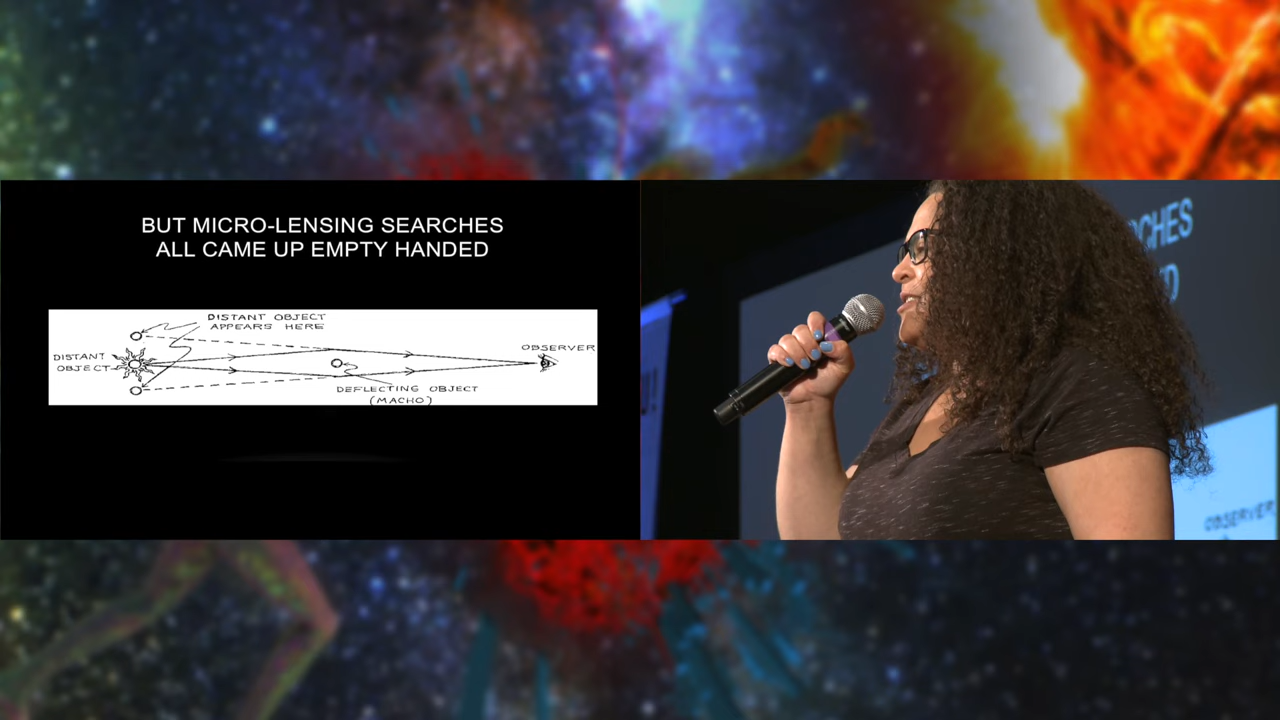 BUT MICRO-LENSING SEARCHES
ALL CAME UP EMPTY HANDED
DISTANT OBJECT
APPEARS HERE
DISTANT
OBJECT
OBSERVER
DEFLECTING OBJECT
(MACHO)
CHES
D
U!
OBSERVER